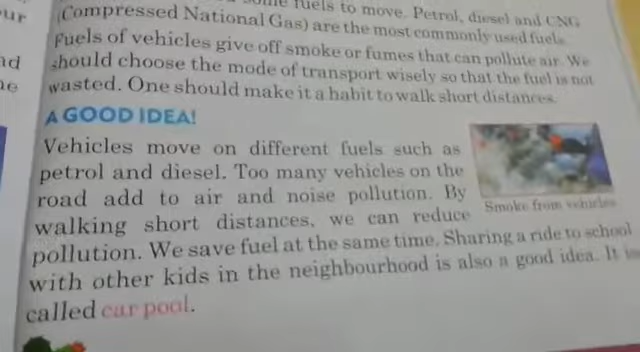 ur
fuels to move. Petrol, diesel and CNG
(Compressed National Gas) are the most commonly used fuels.
Fuels of vehicles give off smoke or fumes that can pollute air. We
should choose the mode of transport wisely so that the fuel is not
wasted. One should make it a habit to walk short distances.
A GOOD IDEA!
Vehicles move on different fuels such as
petrol and diesel. Too many vehicles on the
road add to air and noise pollution. By
walking short distances, we can reduce
pollution. We save fuel at the same time. Sharing a ride to school
with other kids in the neighbourhood is also a good idea. It is
called car pool.
Smoke from vehicles